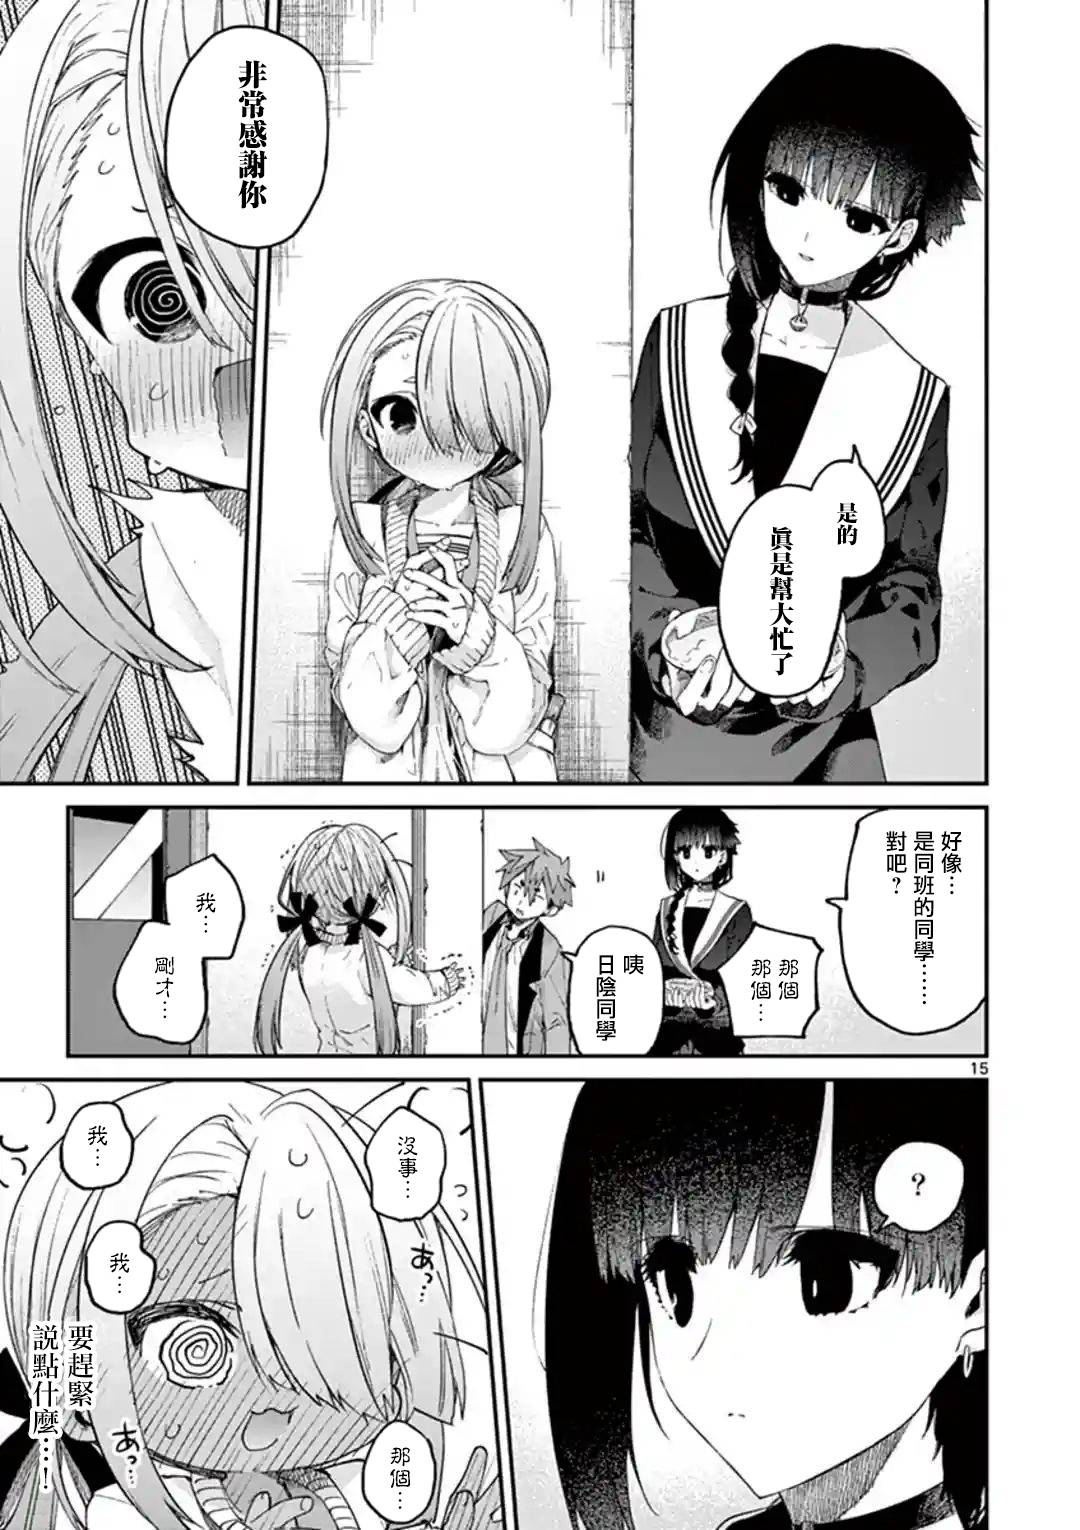 是的
真是幫大忙了
非常感謝你
好像…
是同班的同學……
對吧？
那個
那個…
咦
日陰同學
我…
剛才…
15
？
沒事…
あっ…
那個…
我…
我…
あっ…
要趕緊
說點什麼…！